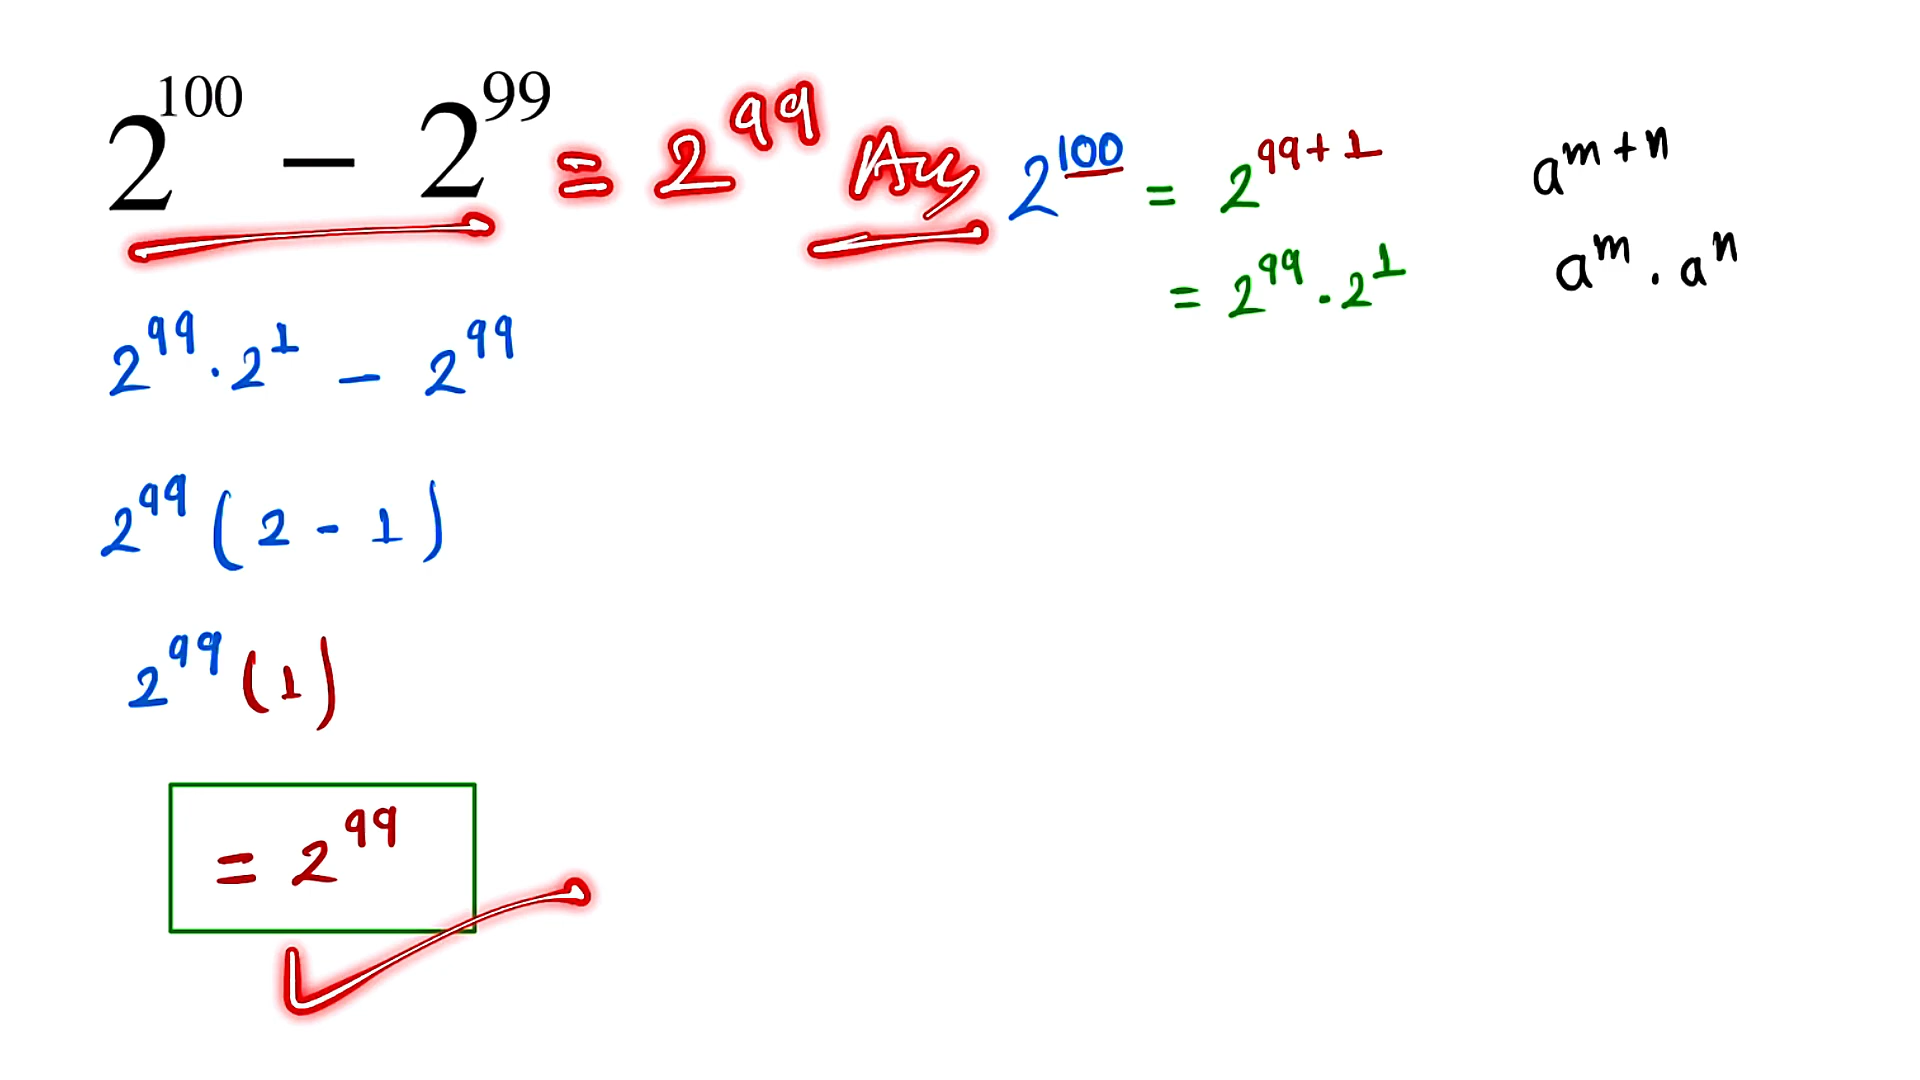 2^100 − 2^99 = 2^99 Ans
2^100 = 2^99+1
a^m+n
= 2^99 · 2^1
a^m · a^n
2^99 · 2^1 − 2^99
2^99 (2 - 1)
2^99 (1)
= 2^99